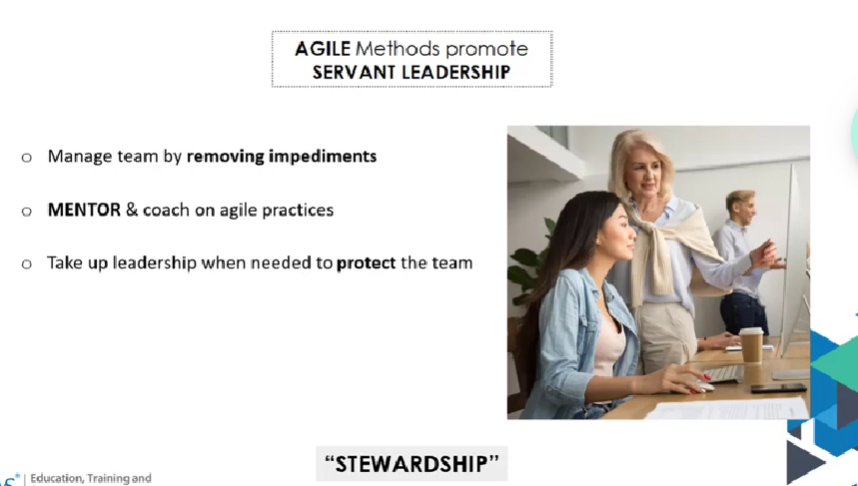 AGILE Methods promote
SERVANT LEADERSHIP
o Manage team by removing impediments
o MENTOR & coach on agile practices
o Take up leadership when needed to protect the team
"STEWARDSHIP"
| Education, Training and